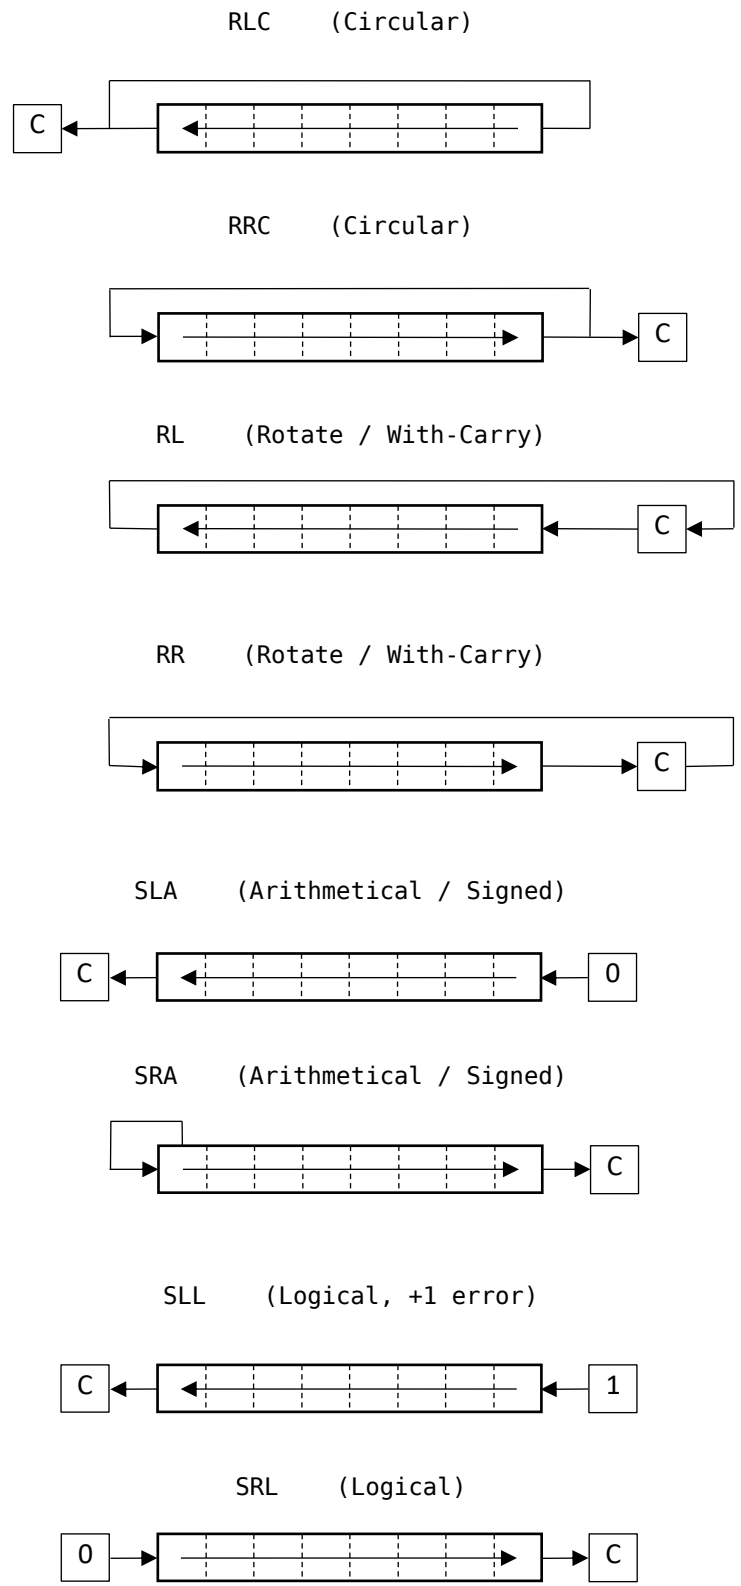 RLC (Circular)
C
RRC (Circular)
C
RL (Rotate / With-Carry)
C
RR (Rotate / With-Carry)
C
SLA (Arithmetical / Signed)
C 0
SRA (Arithmetical / Signed)
C
SLL (Logical, +1 error)
C 1
SRL (Logical)
0 C